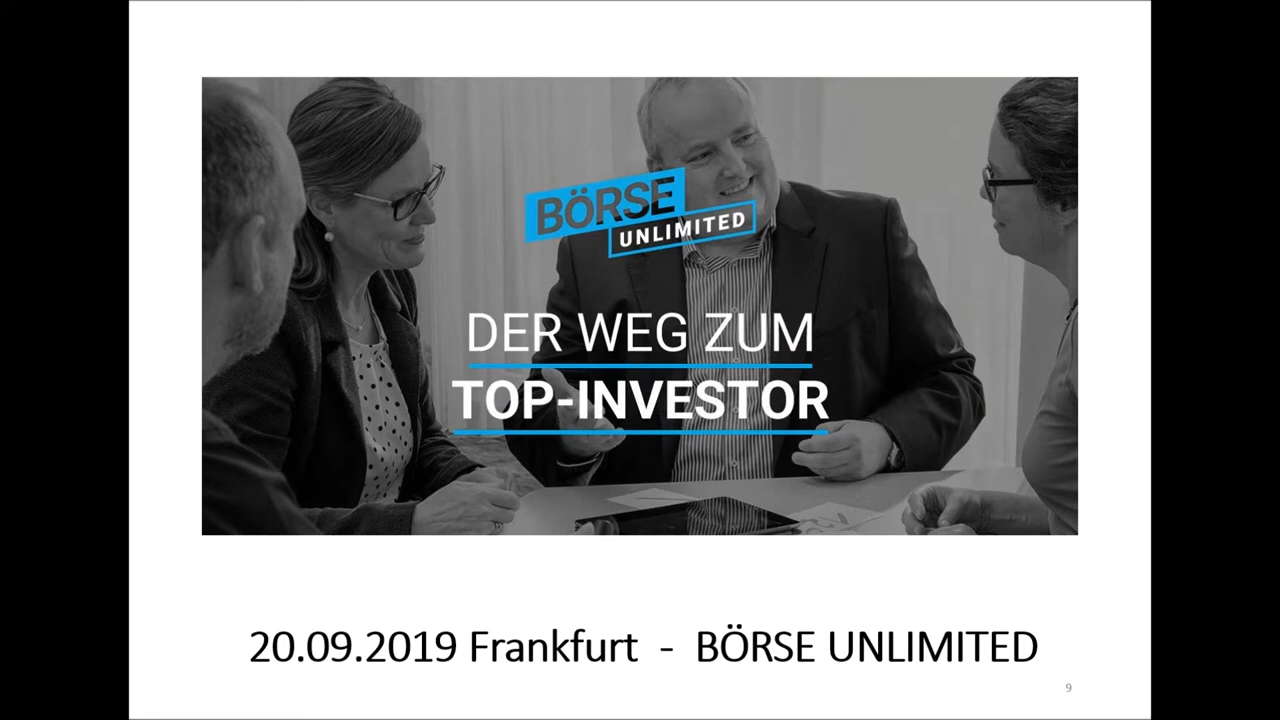 BÖRSE
UNLIMITED
DER WEG ZUM
TOP-INVESTOR
20.09.2019 Frankfurt - BÖRSE UNLIMITED
9